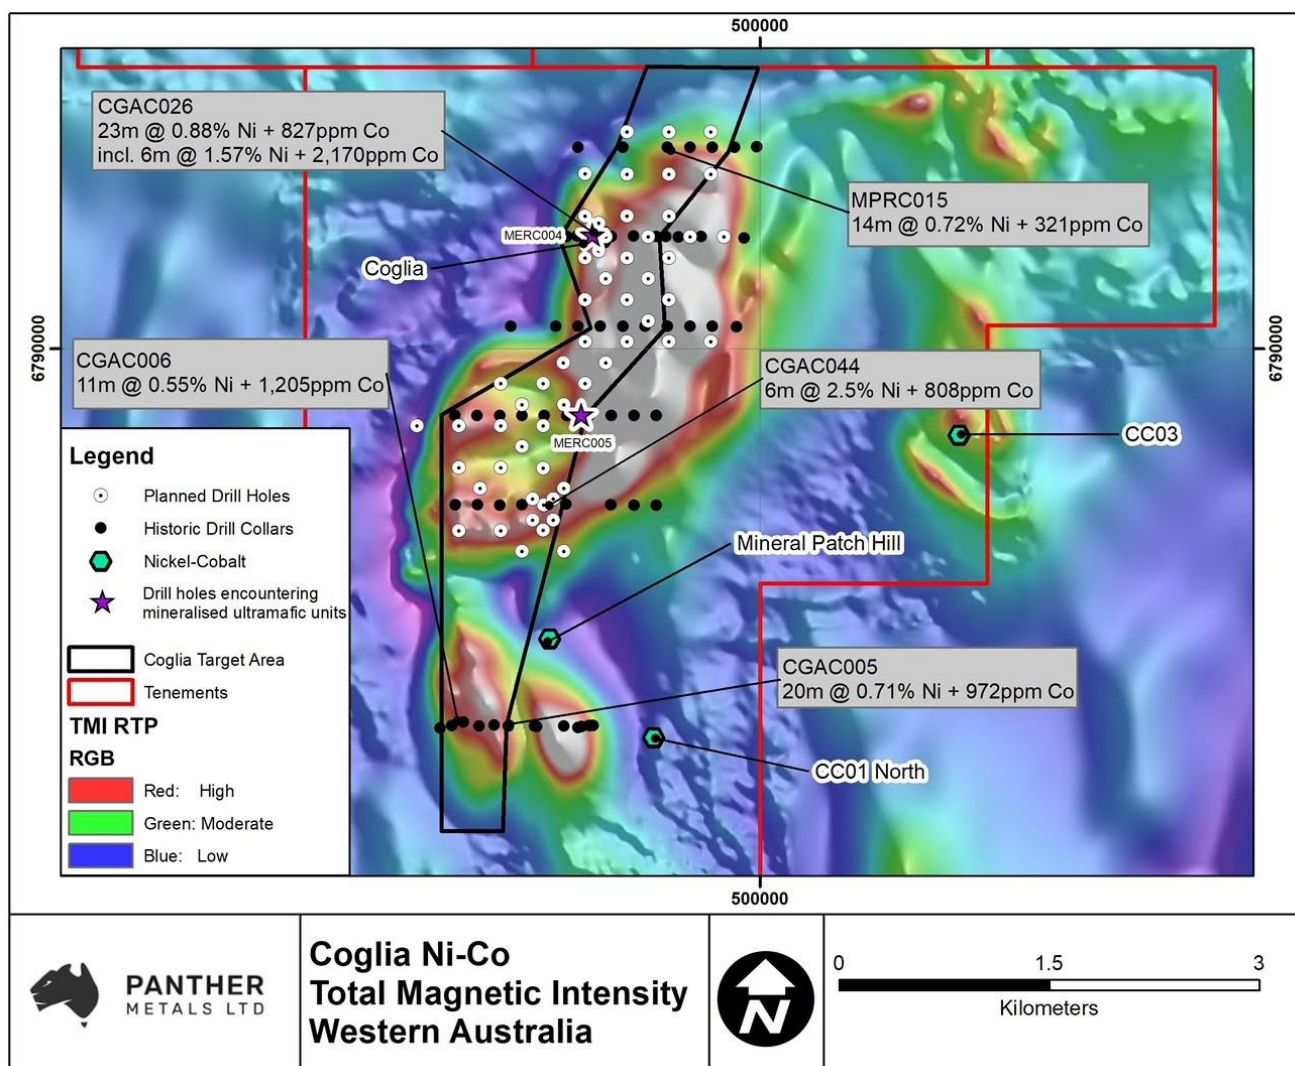 500000
CGAC026
23m @ 0.88% Ni + 827ppm Co
incl. 6m @ 1.57% Ni + 2,170ppm Co
MPRC015
14m @ 0.72% Ni + 321ppm Co
MERC004
Coglia
6790000
6790000
CGAC006
11m @ 0.55% Ni + 1,205ppm Co
CGAC044
6m @ 2.5% Ni + 808ppm Co
CC03
MERC005
Legend
Planned Drill Holes
Historic Drill Collars
Nickel-Cobalt
Drill holes encountering
mineralised ultramafic units
Coglia Target Area
Tenements
TMI RTP
RGB
Red: High
Green: Moderate
Blue: Low
Mineral Patch Hill
CGAC005
20m @ 0.71% Ni + 972ppm Co
CC01 North
500000
PANTHER
METALS LTD
Coglia Ni-Co
Total Magnetic Intensity
Western Australia
N
0 1.5 3
Kilometers